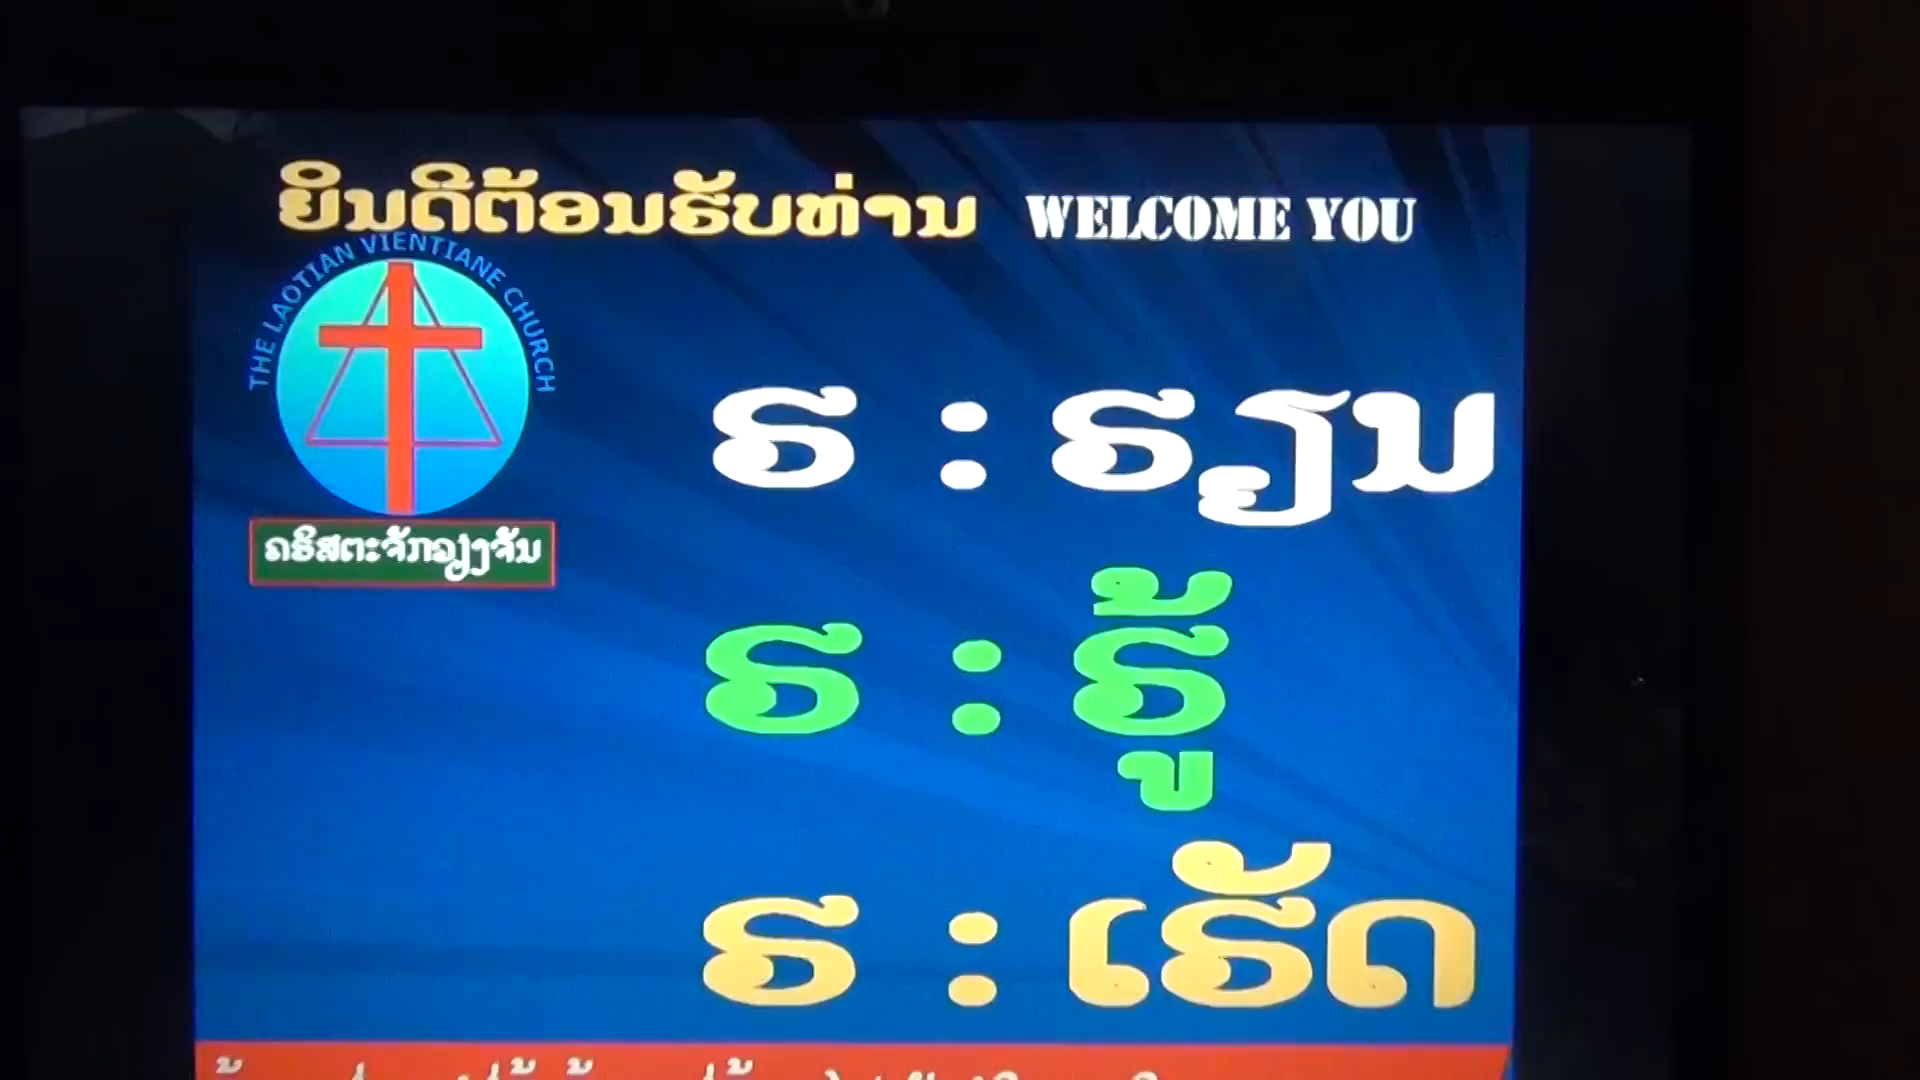 ຍິນດີຕ້ອນຮັບທ່ານ WELCOME YOU
THE LAOTIAN VIENTIANE CHURCH
ຄຣິສຕະຈັກວຽງຈັນ
ຮ : ຮຽນ
ຮ : ຮູ້
ຮ : ເຮັດ